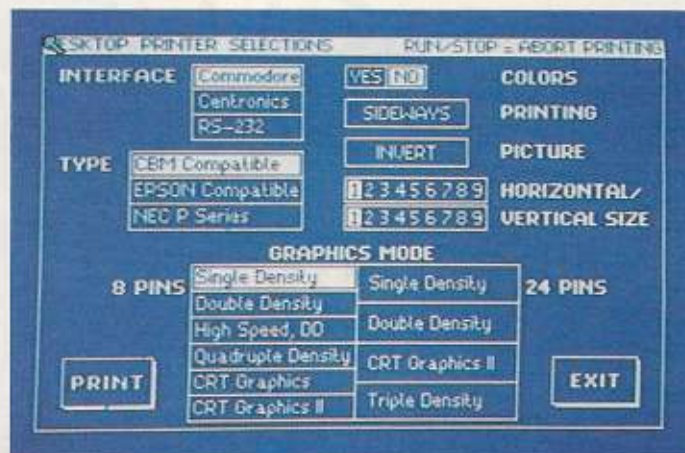 DESKTOP PRINTER SELECTIONS RUN/STOP = ABORT PRINTING
INTERFACE Commodore YES NO COLORS
Centronics SIDEWAYS PRINTING
RS-232
TYPE CBM Compatible INVERT PICTURE
EPSON Compatible 123456789 HORIZONTAL/
NEC P Series 123456789 VERTICAL SIZE
GRAPHICS MODE
8 PINS Single Density Single Density 24 PINS
Double Density Double Density
High Speed, DD
Quadruple Density CRT Graphics II
PRINT CRT Graphics EXIT
CRT Graphics II Triple Density